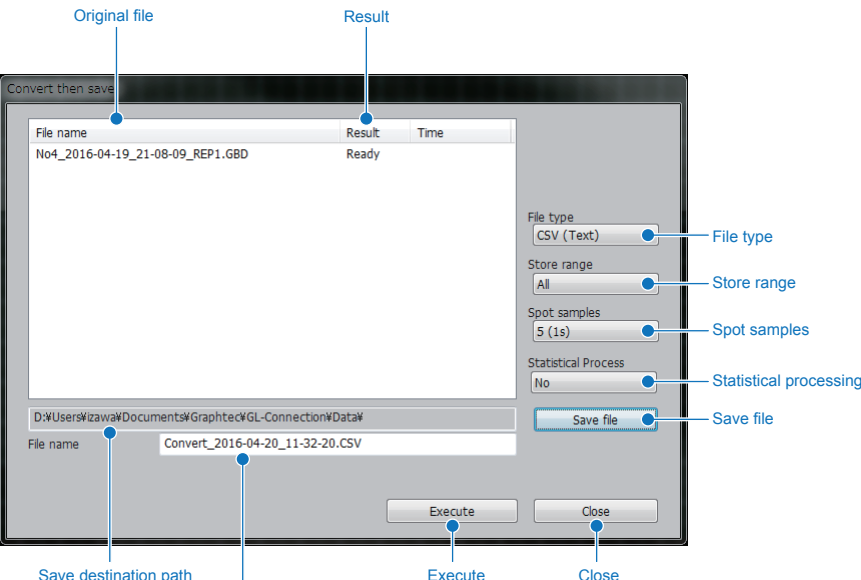 Original file
Result
Convert then save
File name Result Time
No4_2016-04-19_21-08-09_REP1.GBD Ready
File type
CSV (Text)
File type
Store range
All
Store range
Spot samples
5 (1s)
Spot samples
Statistical Process
No
Statistical processing
D:¥Users¥izawa¥Documents¥Graphtec¥GL-Connection¥Data¥
Save file
Save file
File name Convert_2016-04-20_11-32-20.CSV
Execute Close
Save destination path Execute Close